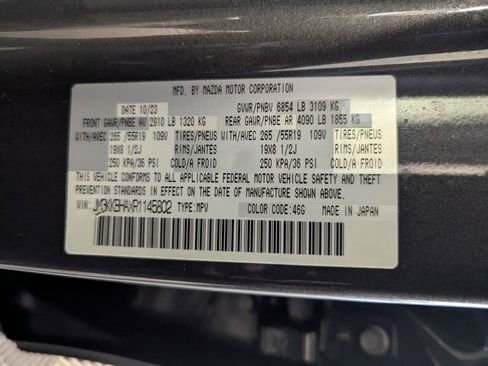 MFD. BY MAZDA MOTOR CORPORATION
DATE 10/23 GVWR/PNBV 6854 LB 3109 KG
FRONT GAWR/PNBE AV 2910 LB 1320 KG REAR GAWR/PNBE AR 4090 LB 1855 KG
WITH/AVEC 265 /55R19 109V TIRES/PNEUS WITH/AVEC 265 /55R19 109V TIRES/PNEUS
19X8 1/2J RIMS/JANTES 19X8 1/2J RIMS/JANTES
250 KPA/36 PSI COLD/A FROID 250 KPA/36 PSI COLD/A FROID
THIS VEHICLE CONFORMS TO ALL APPLICABLE FEDERAL MOTOR VEHICLE SAFETY AND THEFT
PREVENTION STANDARDS IN EFFECT ON THE DATE OF MANUFACTURE SHOWN ABOVE.
VIN: JM3KKBHAXR1145802 TYPE: MPV COLOR CODE: 46G MADE IN JAPAN